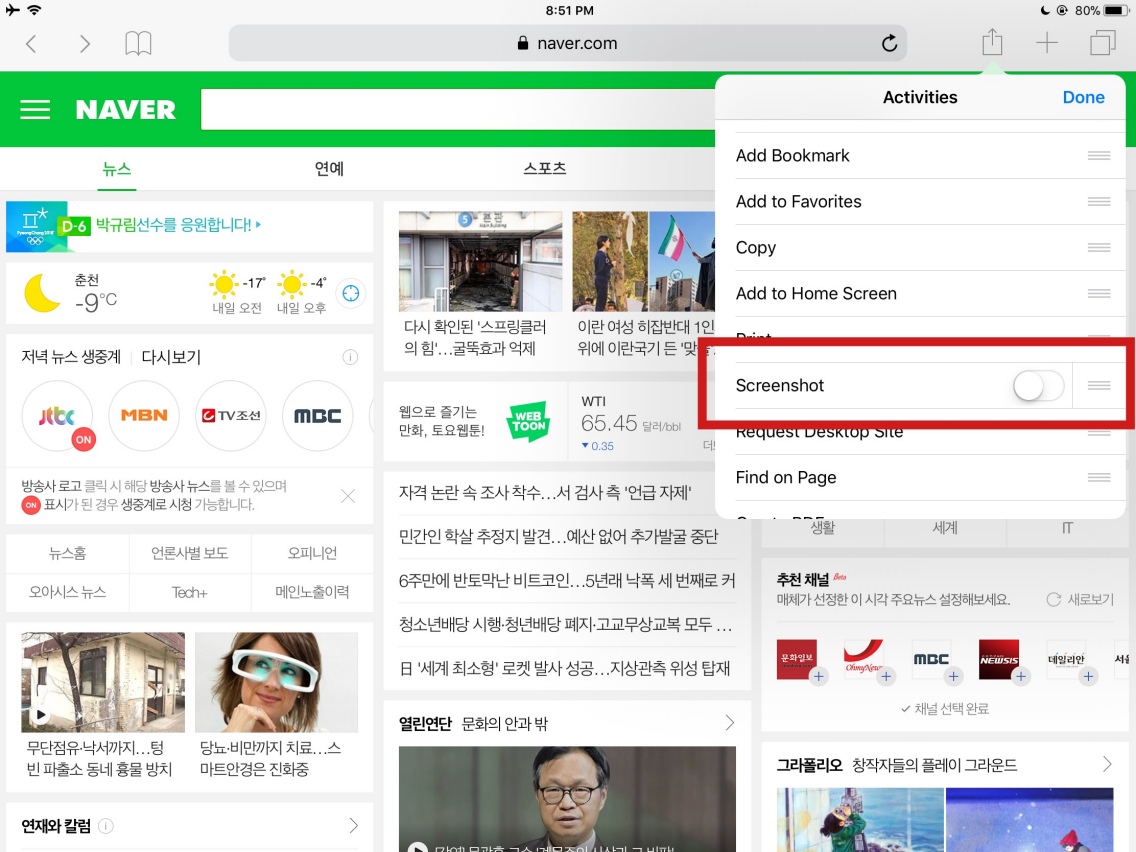 8:51 PM
80%
naver.com
NAVER
Activities
Done
뉴스
연예
스포츠
Add Bookmark
Add to Favorites
Copy
Add to Home Screen
Print
Screenshot
Request Desktop Site
Find on Page
Create PDF
PyeongChang 2018
D-6 박규림선수를 응원합니다!
춘천
-9°C
-17°
내일 오전
-4°
내일 오후
저녁 뉴스 생중계
다시보기
jtbc
ON
MBN
TV조선
MBC
방송사 로고 클릭 시 해당 방송사 뉴스를 볼 수 있으며
ON 표시가 된 경우 생중계로 시청 가능합니다.
뉴스홈
언론사별 보도
오피니언
오아시스 뉴스
Tech+
메인노출이력
무단점유·낙서까지…텅
빈 파출소 동네 흉물 방치
당뇨·비만까지 치료…스
마트안경은 진화중
연재와 칼럼
5 본관
Main Building
다시 확인된 '스프링클러
의 힘'…굴뚝효과 억제
이란 여성 히잡반대 1인
위에 이란국기 든 '맞불'
웹으로 즐기는
만화, 토요웹툰!
WEB
TOON
WTI
65.45 달러/bbl
▼0.35
더
자격 논란 속 조사 착수…서 검사 측 '언급 자제'
민간인 학살 추정지 발견…예산 없어 추가발굴 중단
6주만에 반토막난 비트코인…5년래 낙폭 세 번째로 커
청소년배당 시행·청년배당 폐지·고교무상교복 모두 …
日 '세계 최소형' 로켓 발사 성공…지상관측 위성 탑재
열린연단 문화의 안과 밖
생활
세계
IT
추천 채널 Beta
매체가 선정한 이 시각 주요뉴스 설정해보세요.
새로보기
문화일보
OhmyNews
MBC
NEWSIS
데일리안
서울
채널 선택 완료
그라폴리오 창작자들의 플레이 그라운드